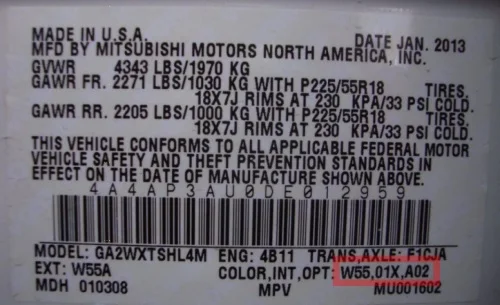 MADE IN U.S.A.
DATE JAN. 2013
MFD BY MITSUBISHI MOTORS NORTH AMERICA, INC.
GVWR 4343 LBS/1970 KG
GAWR FR. 2271 LBS/1030 KG WITH P225/55R18 TIRES.
18X7J RIMS AT 230 KPA/33 PSI COLD.
GAWR RR. 2205 LBS/1000 KG WITH P225/55R18 TIRES.
18X7J RIMS AT 230 KPA/33 PSI COLD.
THIS VEHICLE CONFORMS TO ALL APPLICABLE FEDERAL MOTOR
VEHICLE SAFETY AND THEFT PREVENTION STANDARDS IN
EFFECT ON THE DATE OF MANUFACTURE SHOWN ABOVE.
4A4AP3AU0DE012959
MODEL: GA2WXTSHL4M ENG: 4B11 TRANS,AXLE: F1CJA
EXT: W55A COLOR,INT,OPT: W55,01X,A02
MDH 010308 MPV MU001602